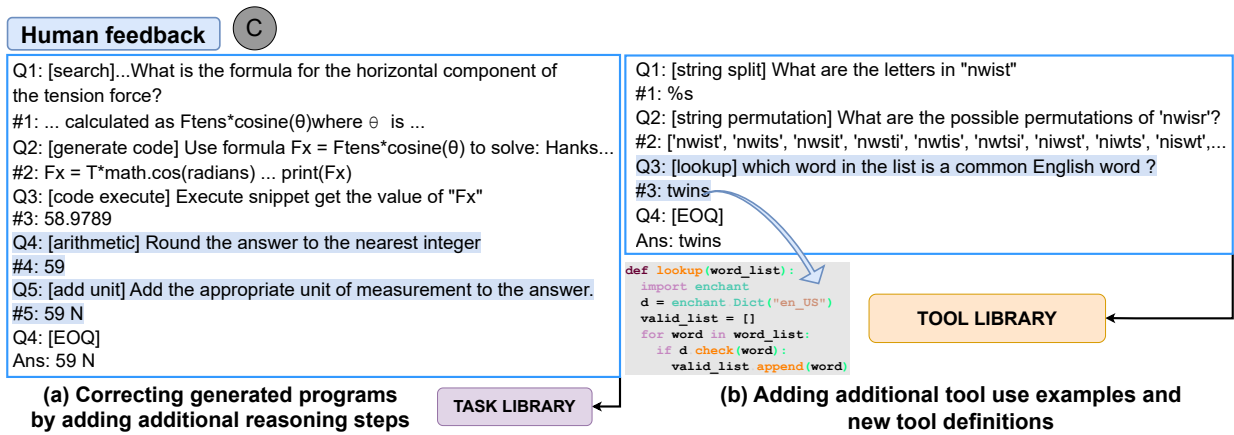 Human feedback
C
Q1: [search]...What is the formula for the horizontal component of
the tension force?
#1: ... calculated as Ftens*cosine(θ)where θ is ...
Q2: [generate code] Use formula Fx = Ftens*cosine(θ) to solve: Hanks...
#2: Fx = T*math.cos(radians) ... print(Fx)
Q3: [code execute] Execute snippet get the value of "Fx"
#3: 58.9789
Q4: [arithmetic] Round the answer to the nearest integer
#4: 59
Q5: [add unit] Add the appropriate unit of measurement to the answer.
#5: 59 N
Q4: [EOQ]
Ans: 59 N
(a) Correcting generated programs
by adding additional reasoning steps
TASK LIBRARY
Q1: [string split] What are the letters in "nwist"
#1: %s
Q2: [string permutation] What are the possible permutations of 'nwisr'?
#2: ['nwist', 'nwits', 'nwsit', 'nwsti', 'nwtis', 'nwtsi', 'niwst', 'niwts', 'niswt',...
Q3: [lookup] which word in the list is a common English word ?
#3: twins
Q4: [EOQ]
Ans: twins
def lookup(word_list):
import enchant
d = enchant.Dict("en_US")
valid_list = []
for word in word_list:
if d.check(word):
valid_list.append(word)
TOOL LIBRARY
(b) Adding additional tool use examples and
new tool definitions